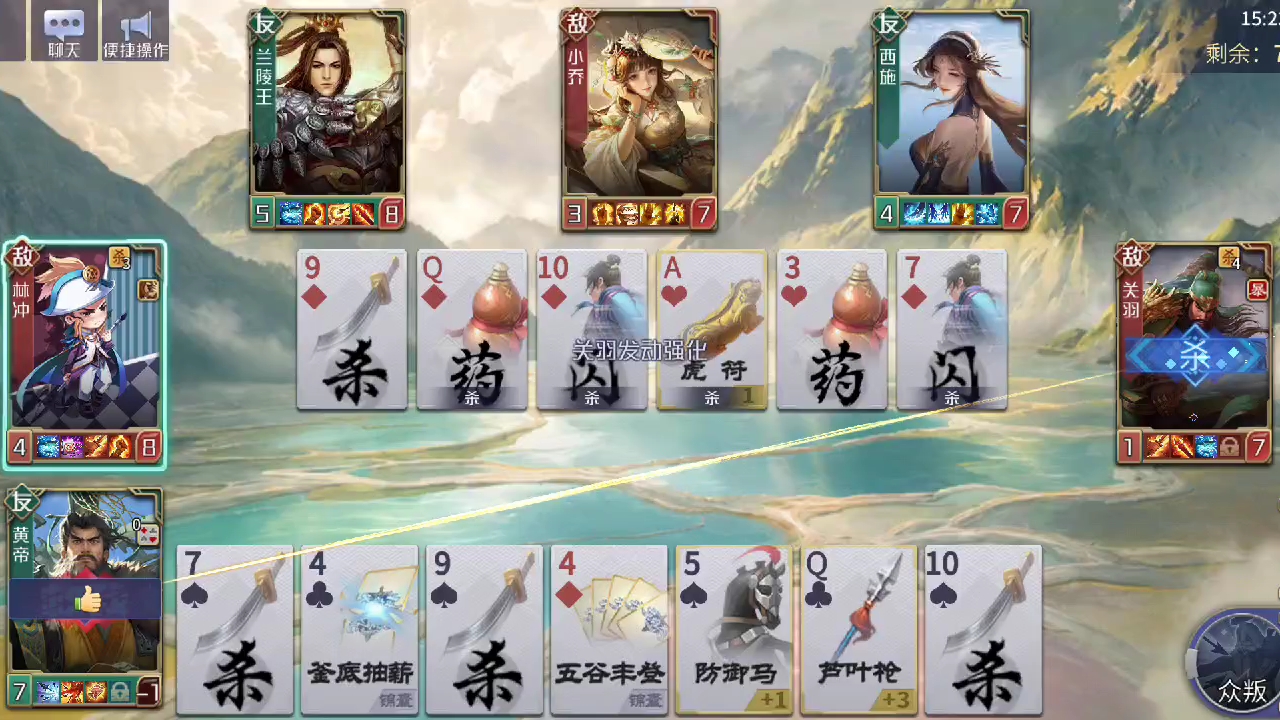 聊天
便捷操作
15:2
剩余：7
友
兰陵王
5
8
敌
小乔
3
7
友
西施
4
7
敌
林冲
杀
3
4
8
9
杀
Q
药
杀
10
闪
杀
A
虎符
杀
1
3
药
7
闪
杀
关羽发动强化
敌
关羽
杀
4
暴
杀
1
7
友
黄帝
0
7
-1
7
杀
4
釜底抽薪
锦囊
9
杀
4
五谷丰登
锦囊
5
防御马
+1
Q
芦叶枪
+3
10
杀
众叛